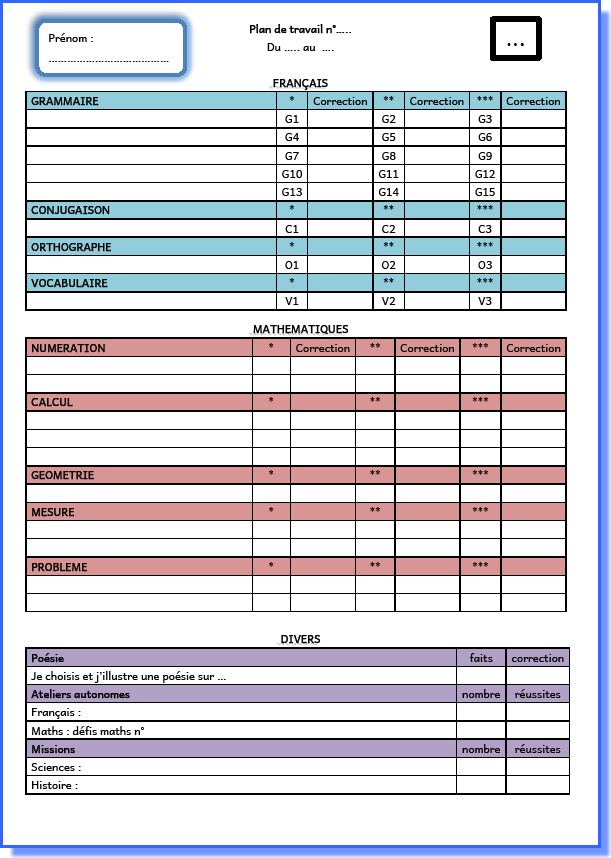 Prénom :
……………………………………
Plan de travail n°.....
Du ..... au ....
...
FRANÇAIS
GRAMMAIRE * Correction ** Correction *** Correction
G1 G2 G3
G4 G5 G6
G7 G8 G9
G10 G11 G12
G13 G14 G15
CONJUGAISON * ** ***
C1 C2 C3
ORTHOGRAPHE * ** ***
O1 O2 O3
VOCABULAIRE * ** ***
V1 V2 V3
MATHEMATIQUES
NUMERATION * Correction ** Correction *** Correction
CALCUL * ** ***
GEOMETRIE * ** ***
MESURE * ** ***
PROBLEME * ** ***
DIVERS
Poésie faits correction
Je choisis et j’illustre une poésie sur …
Ateliers autonomes nombre réussites
Français :
Maths : défis maths n°
Missions nombre réussites
Sciences :
Histoire :